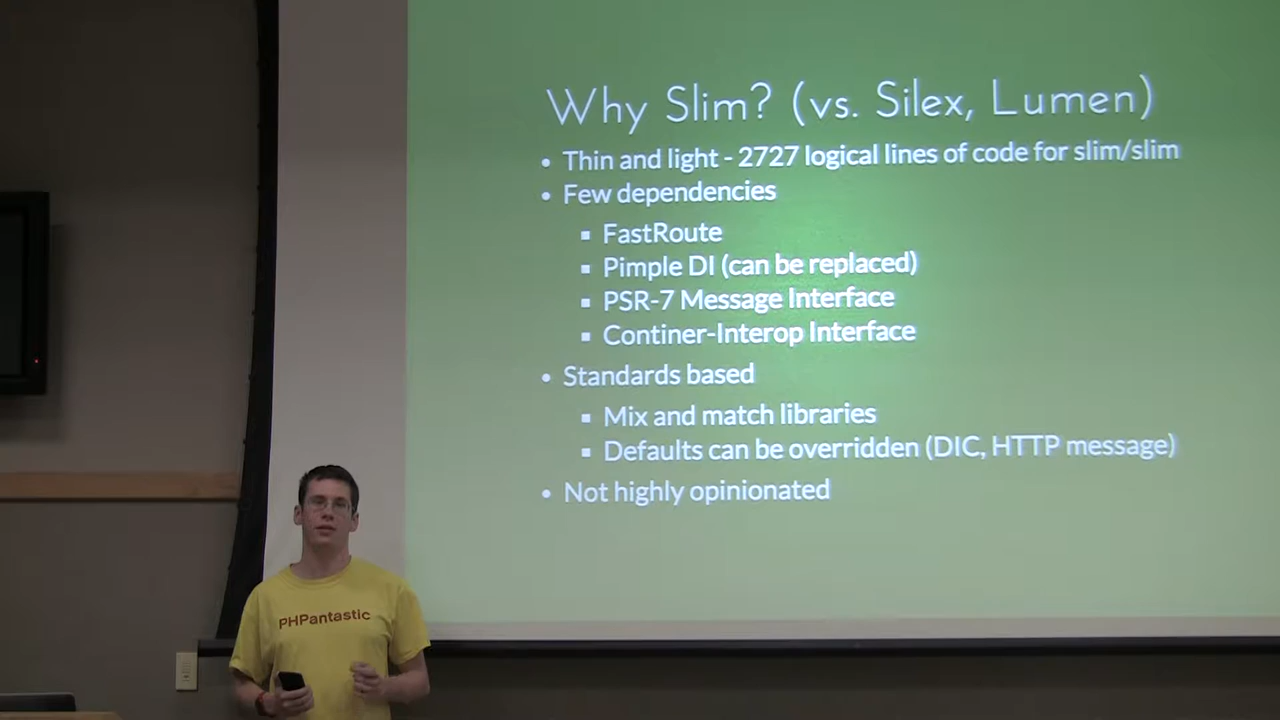 Why Slim? (vs. Silex, Lumen)
• Thin and light - 2727 logical lines of code for slim/slim
• Few dependencies
▪ FastRoute
▪ Pimple DI (can be replaced)
▪ PSR-7 Message Interface
▪ Continer-Interop Interface
• Standards based
▪ Mix and match libraries
▪ Defaults can be overridden (DIC, HTTP message)
• Not highly opinionated
PHPantastic